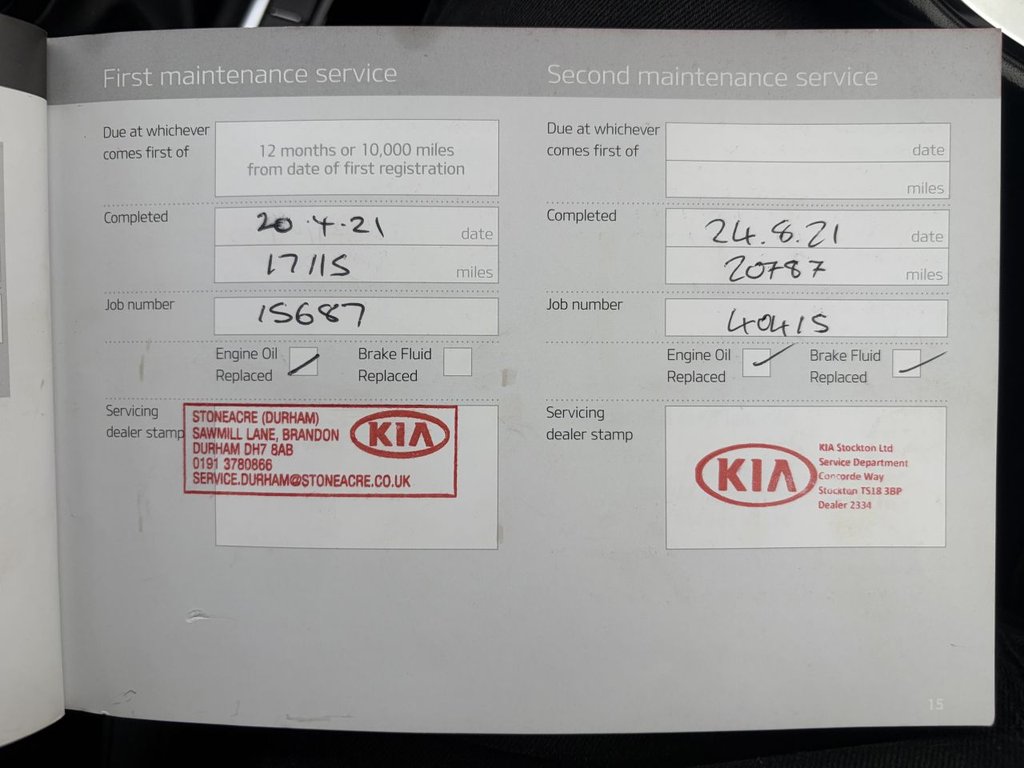 First maintenance service
Due at whichever
comes first of
12 months or 10,000 miles
from date of first registration
Completed
20.4.21
date
17115
miles
Job number
15687
Engine Oil
Replaced
Brake Fluid
Replaced
Servicing
dealer stamp
STONEACRE (DURHAM)
SAWMILL LANE, BRANDON
DURHAM DH7 8AB
0191 3780866
SERVICE.DURHAM@STONEACRE.CO.UK
KIA
Second maintenance service
Due at whichever
comes first of
date
miles
Completed
24.8.21
date
20787
miles
Job number
40415
Engine Oil
Replaced
Brake Fluid
Replaced
Servicing
dealer stamp
KIA
KIA Stockton Ltd
Service Department
Concorde Way
Stockton TS18 3BP
Dealer 2334
15